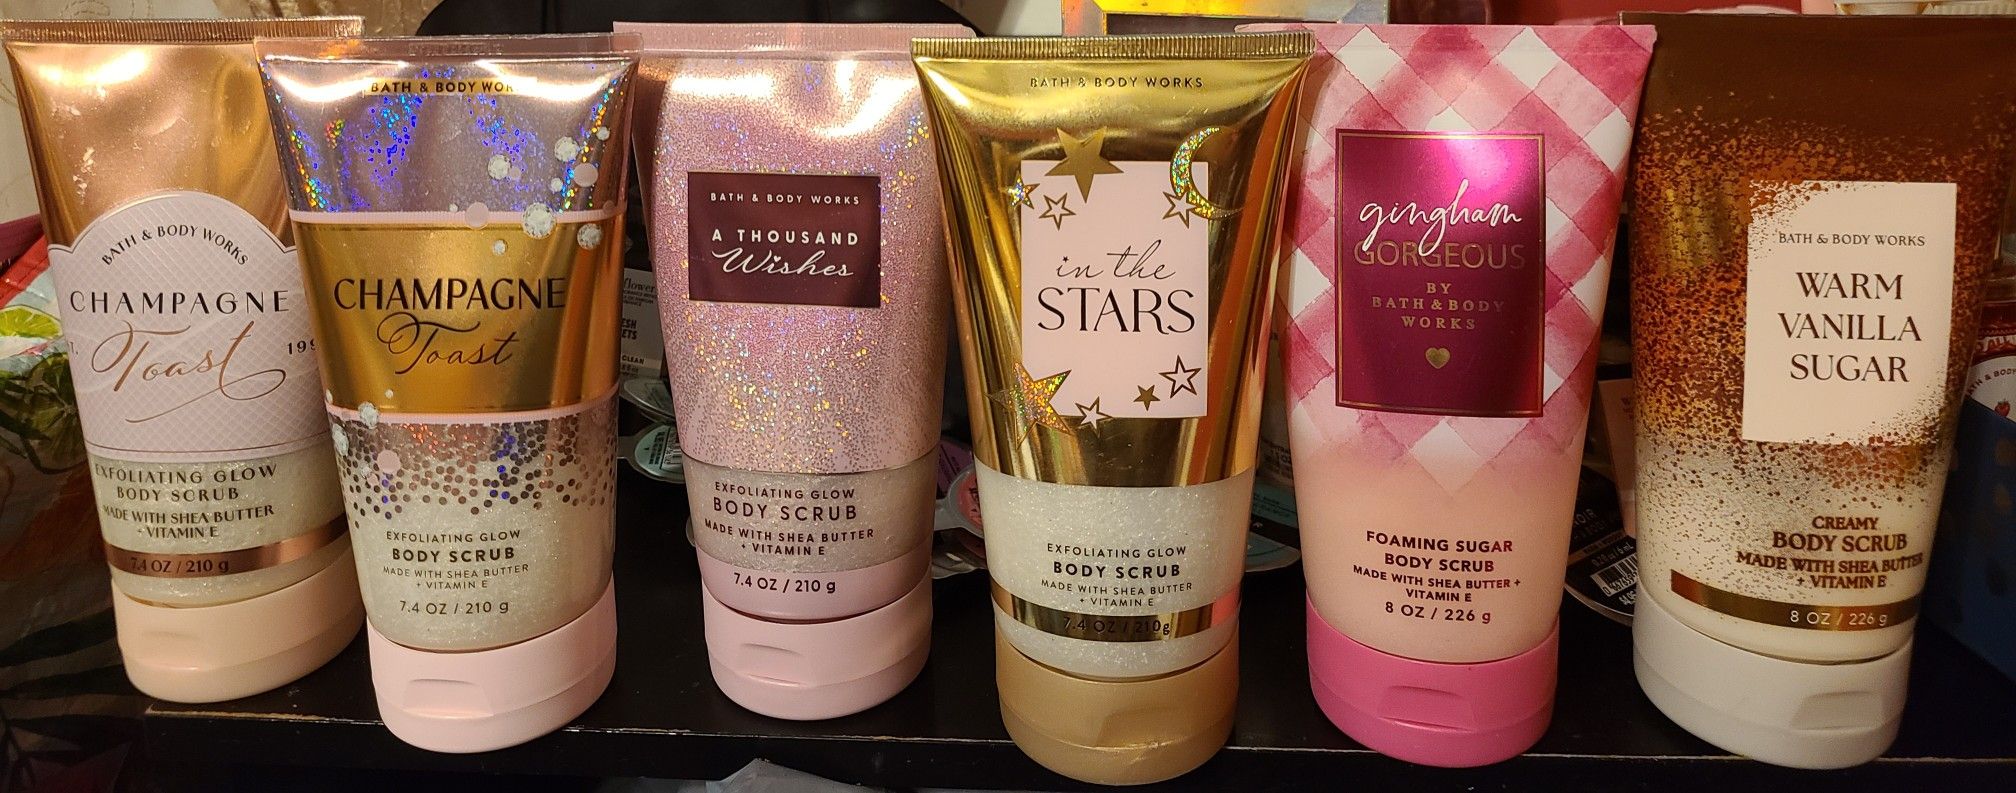 BATH & BODY WORKS
CHAMPAGNE
Toast
199
EXFOLIATING GLOW
BODY SCRUB
MADE WITH SHEA BUTTER
+ VITAMIN E
7.4 OZ / 210 g
BATH & BODY WOR
CHAMPAGNE
Toast
EXFOLIATING GLOW
BODY SCRUB
MADE WITH SHEA BUTTER
+ VITAMIN E
7.4 OZ / 210 g
BATH & BODY WORKS
A THOUSAND
Wishes
EXFOLIATING GLOW
BODY SCRUB
MADE WITH SHEA BUTTER
+ VITAMIN E
7.4 OZ / 210 g
BATH & BODY WORKS
in the
STARS
EXFOLIATING GLOW
BODY SCRUB
MADE WITH SHEA BUTTER
+ VITAMIN E
7.4 OZ / 210g
gingham
GORGEOUS
BY
BATH & BODY
WORKS
FOAMING SUGAR
BODY SCRUB
MADE WITH SHEA BUTTER +
VITAMIN E
8 OZ / 226 g
BATH & BODY WORKS
WARM
VANILLA
SUGAR
CREAMY
BODY SCRUB
MADE WITH SHEA BUTTER
+ VITAMIN E
8 OZ / 226 g